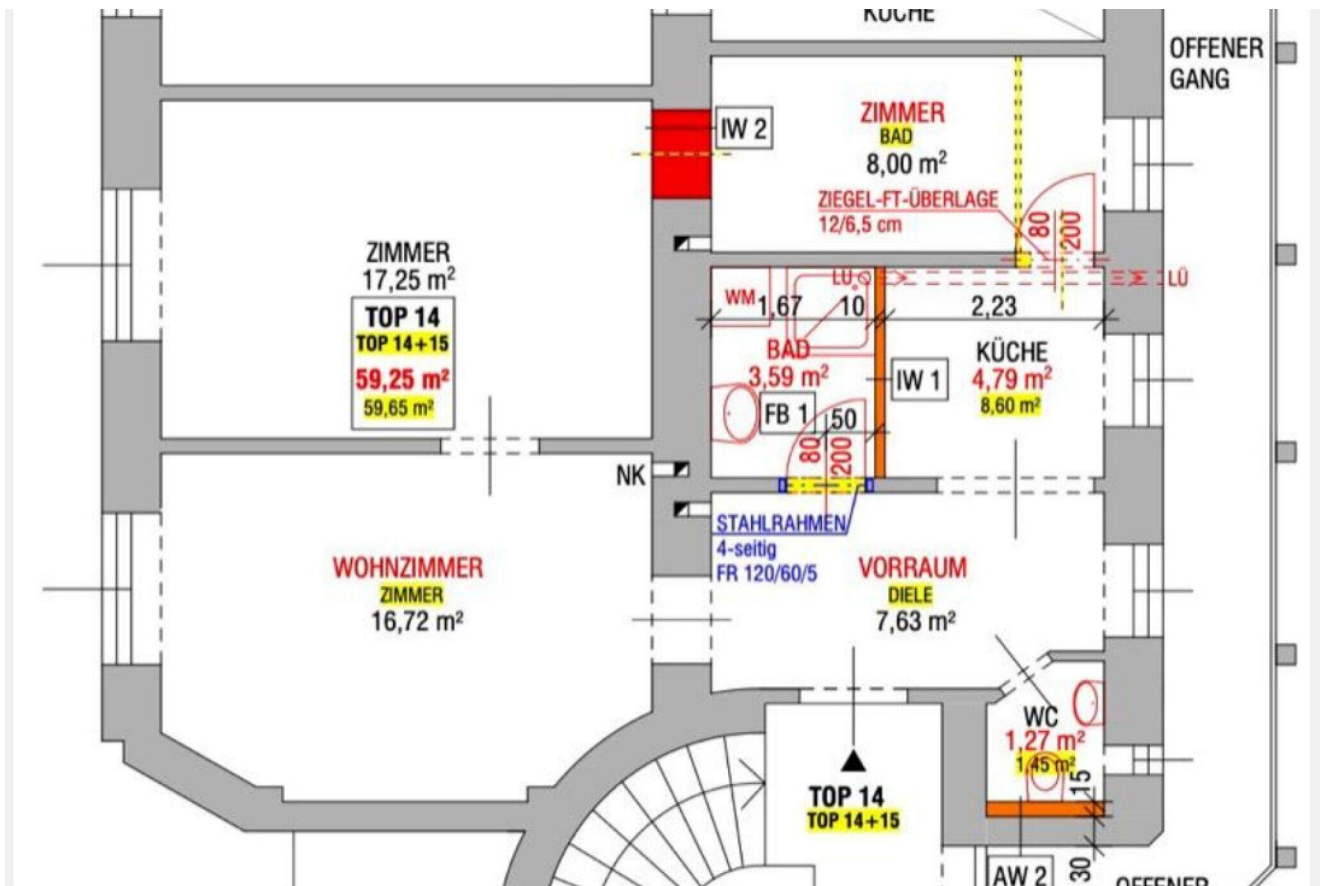 KÜCHE
OFFENER
GANG
IW 2
ZIMMER
BAD
8,00 m²
ZIEGEL-FT-ÜBERLAGE
12/6,5 cm
80
200
ZIMMER
17,25 m²
TOP 14
TOP 14+15
59,25 m²
59,65 m²
WM
1,67
LÜ
10
2,23
LÜ
BAD
3,59 m²
FB 1
50
80
200
IW 1
KÜCHE
4,79 m²
8,60 m²
NK
STAHLRAHMEN
4-seitig
FR 120/60/5
WOHNZIMMER
ZIMMER
16,72 m²
VORRAUM
DIELE
7,63 m²
WC
1,27 m²
1,45 m²
15
TOP 14
TOP 14+15
AW 2
30
OFFENER